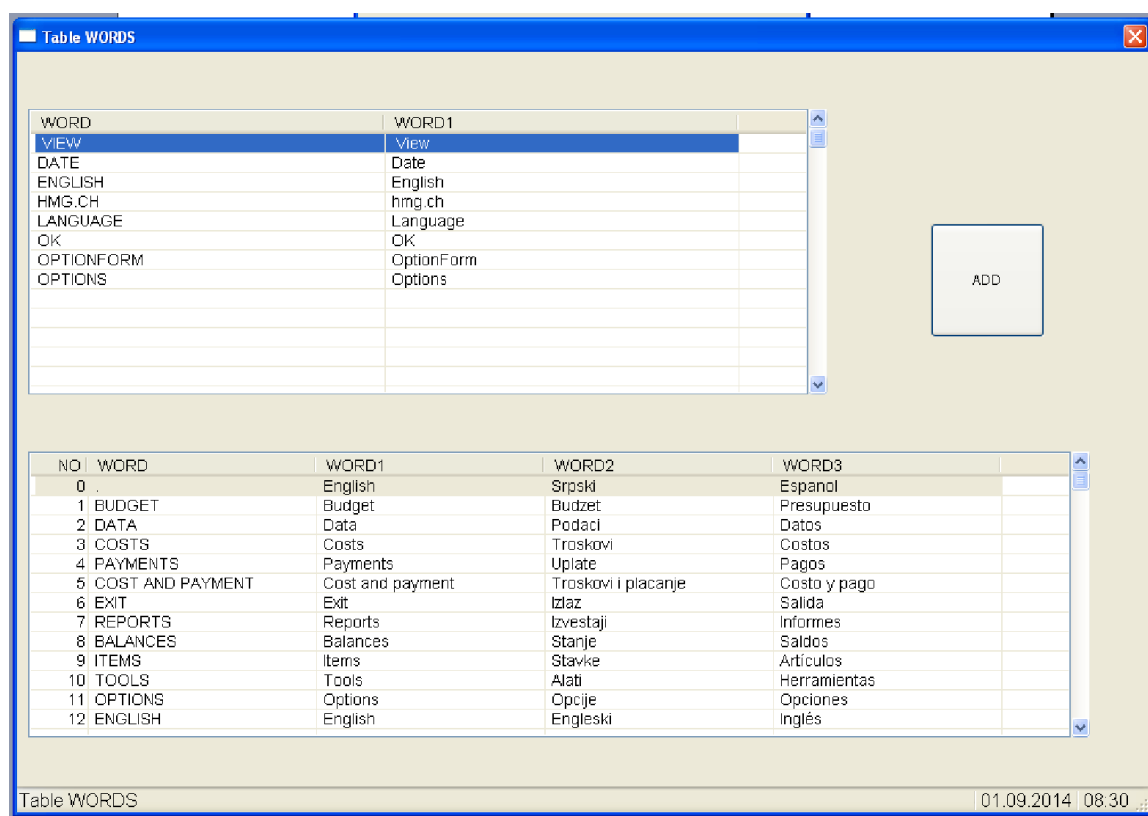 Table WORDS
WORD WORD1
VIEW View
DATE Date
ENGLISH English
HMG.CH hmg.ch
LANGUAGE Language
OK OK
OPTIONFORM OptionForm
OPTIONS Options
ADD
NO WORD WORD1 WORD2 WORD3
0 . English Srpski Espanol
1 BUDGET Budget Budzet Presupuesto
2 DATA Data Podaci Datos
3 COSTS Costs Troskovi Costos
4 PAYMENTS Payments Uplate Pagos
5 COST AND PAYMENT Cost and payment Troskovi i placanje Costo y pago
6 EXIT Exit Izlaz Salida
7 REPORTS Reports Izvestaji Informes
8 BALANCES Balances Stanje Saldos
9 ITEMS Items Stavke Artículos
10 TOOLS Tools Alati Herramientas
11 OPTIONS Options Opcije Opciones
12 ENGLISH English Engleski Inglés
Table WORDS 01.09.2014 08:30